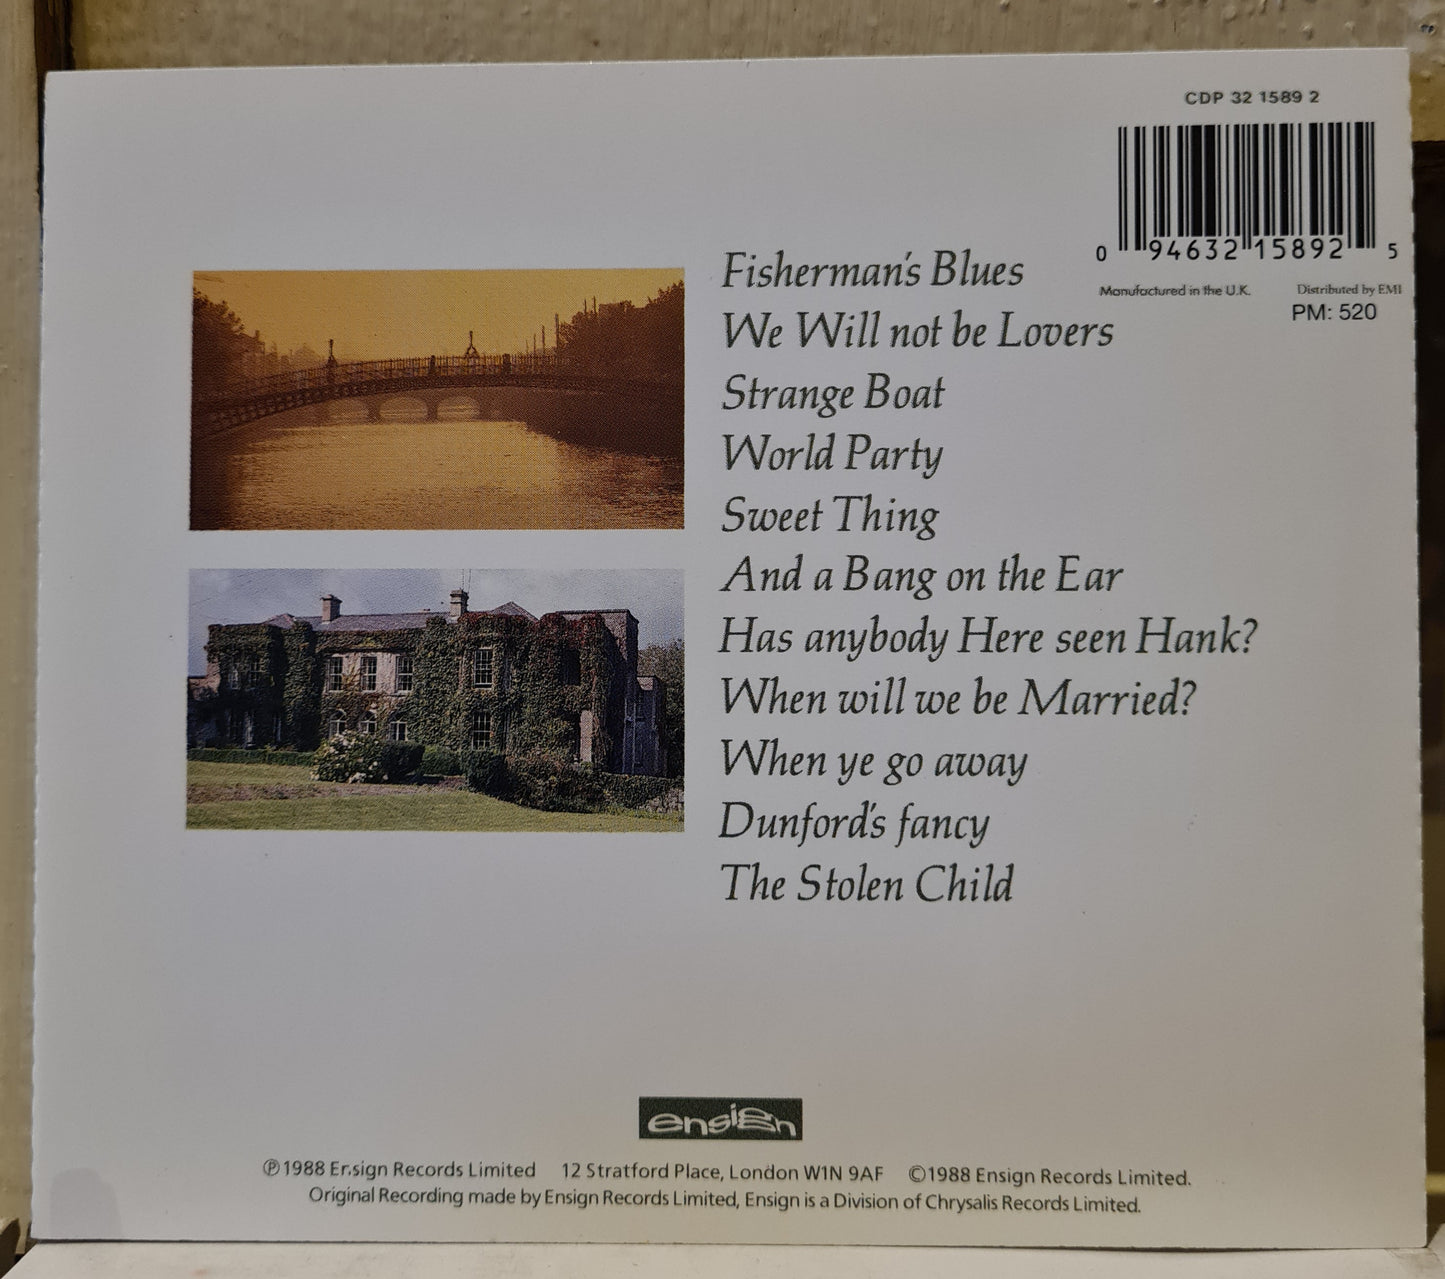 CDP 32 1589 2
0 94632 15892 5
Manufactured in the U.K. Distributed by EMI
PM: 520
Fisherman's Blues
We Will not be Lovers
Strange Boat
World Party
Sweet Thing
And a Bang on the Ear
Has anybody Here seen Hank?
When will we be Married?
When ye go away
Dunford's fancy
The Stolen Child
ensign
℗1988 Ensign Records Limited 12 Stratford Place, London W1N 9AF ©1988 Ensign Records Limited.
Original Recording made by Ensign Records Limited, Ensign is a Division of Chrysalis Records Limited.